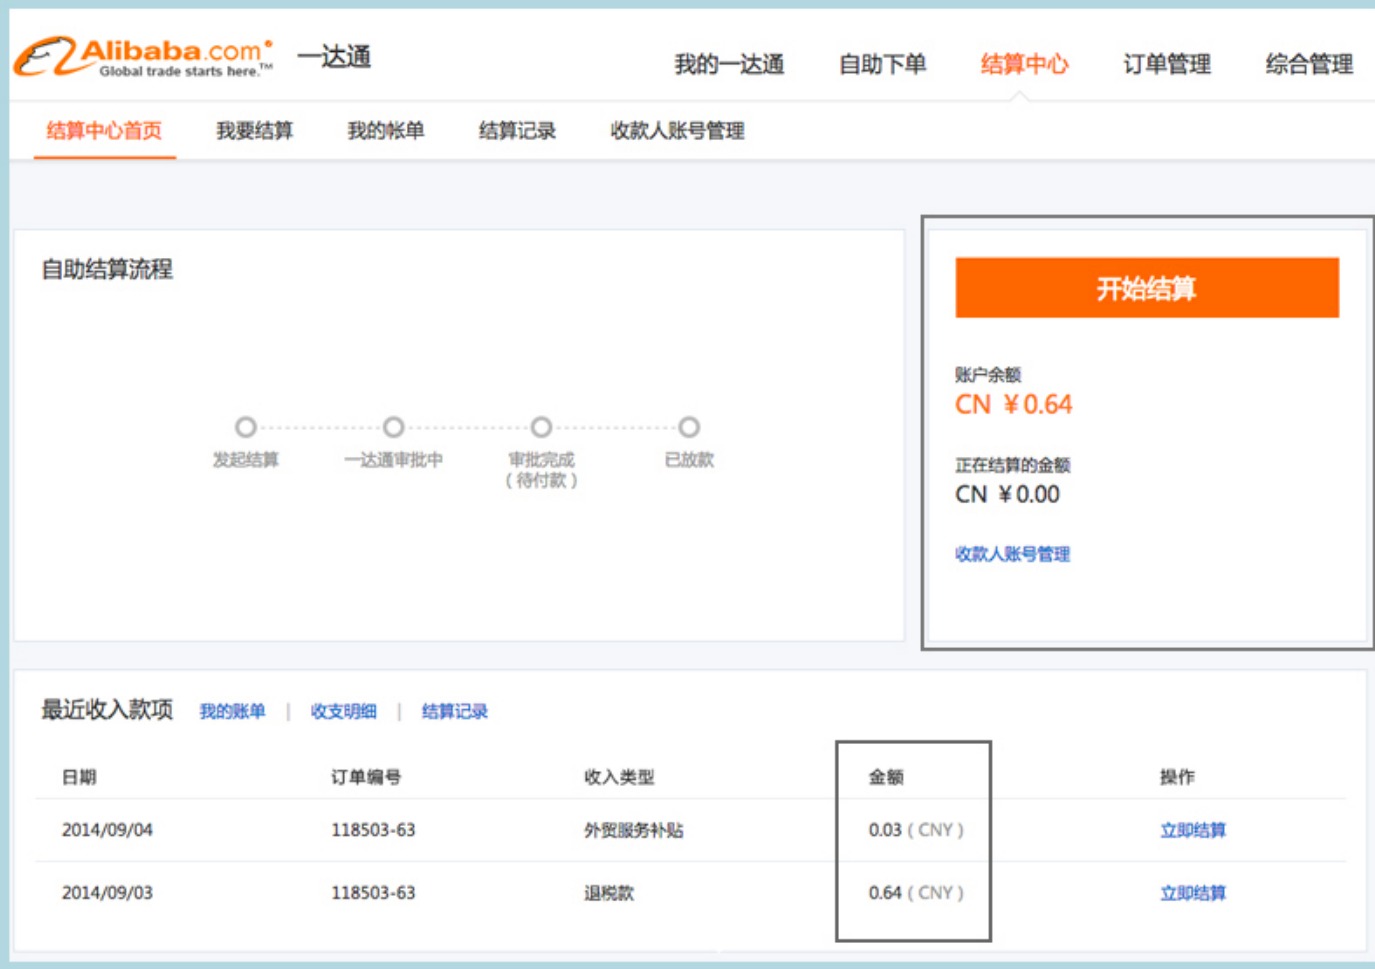 Alibaba.com 一达通
Global trade starts here.™
我的一达通 自助下单 结算中心 订单管理 综合管理
结算中心首页 我要结算 我的帐单 结算记录 收款人账号管理
自助结算流程
发起结算 一达通审批中 审批完成 已放款
(待付款)
开始结算
账户余额
CN ￥0.64
正在结算的金额
CN ￥0.00
收款人账号管理
最近收入款项 我的账单 | 收支明细 | 结算记录
日期 订单编号 收入类型 金额 操作
2014/09/04 118503-63 外贸服务补贴 0.03 ( CNY ) 立即结算
2014/09/03 118503-63 退税款 0.64 ( CNY ) 立即结算